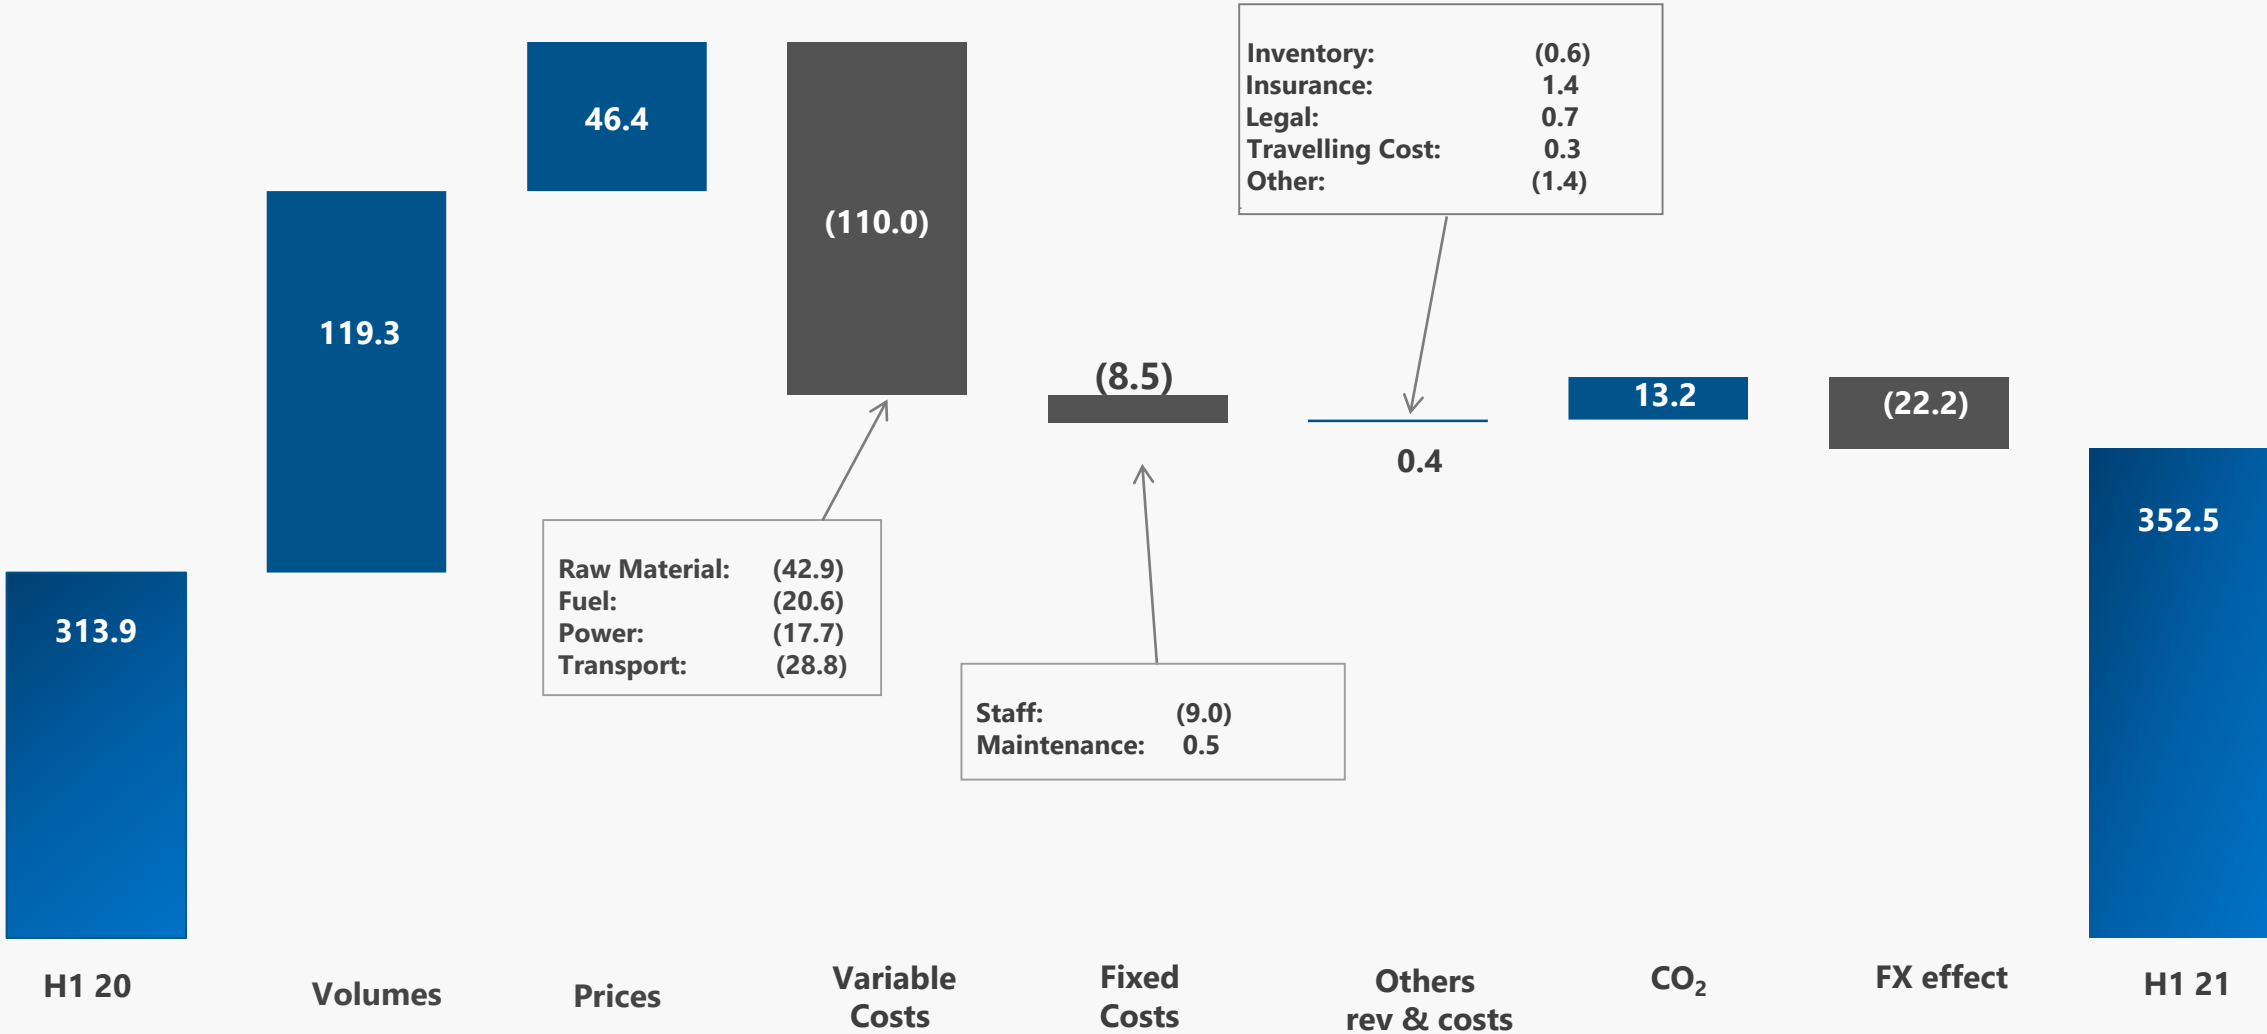 46.4
119.3
(110.0)
Inventory: (0.6)
Insurance: 1.4
Legal: 0.7
Travelling Cost: 0.3
Other: (1.4)
(8.5)
0.4
13.2
(22.2)
313.9
352.5
Raw Material: (42.9)
Fuel: (20.6)
Power: (17.7)
Transport: (28.8)
Staff: (9.0)
Maintenance: 0.5
H1 20
Volumes
Prices
Variable
Costs
Fixed
Costs
Others
rev & costs
CO₂
FX effect
H1 21